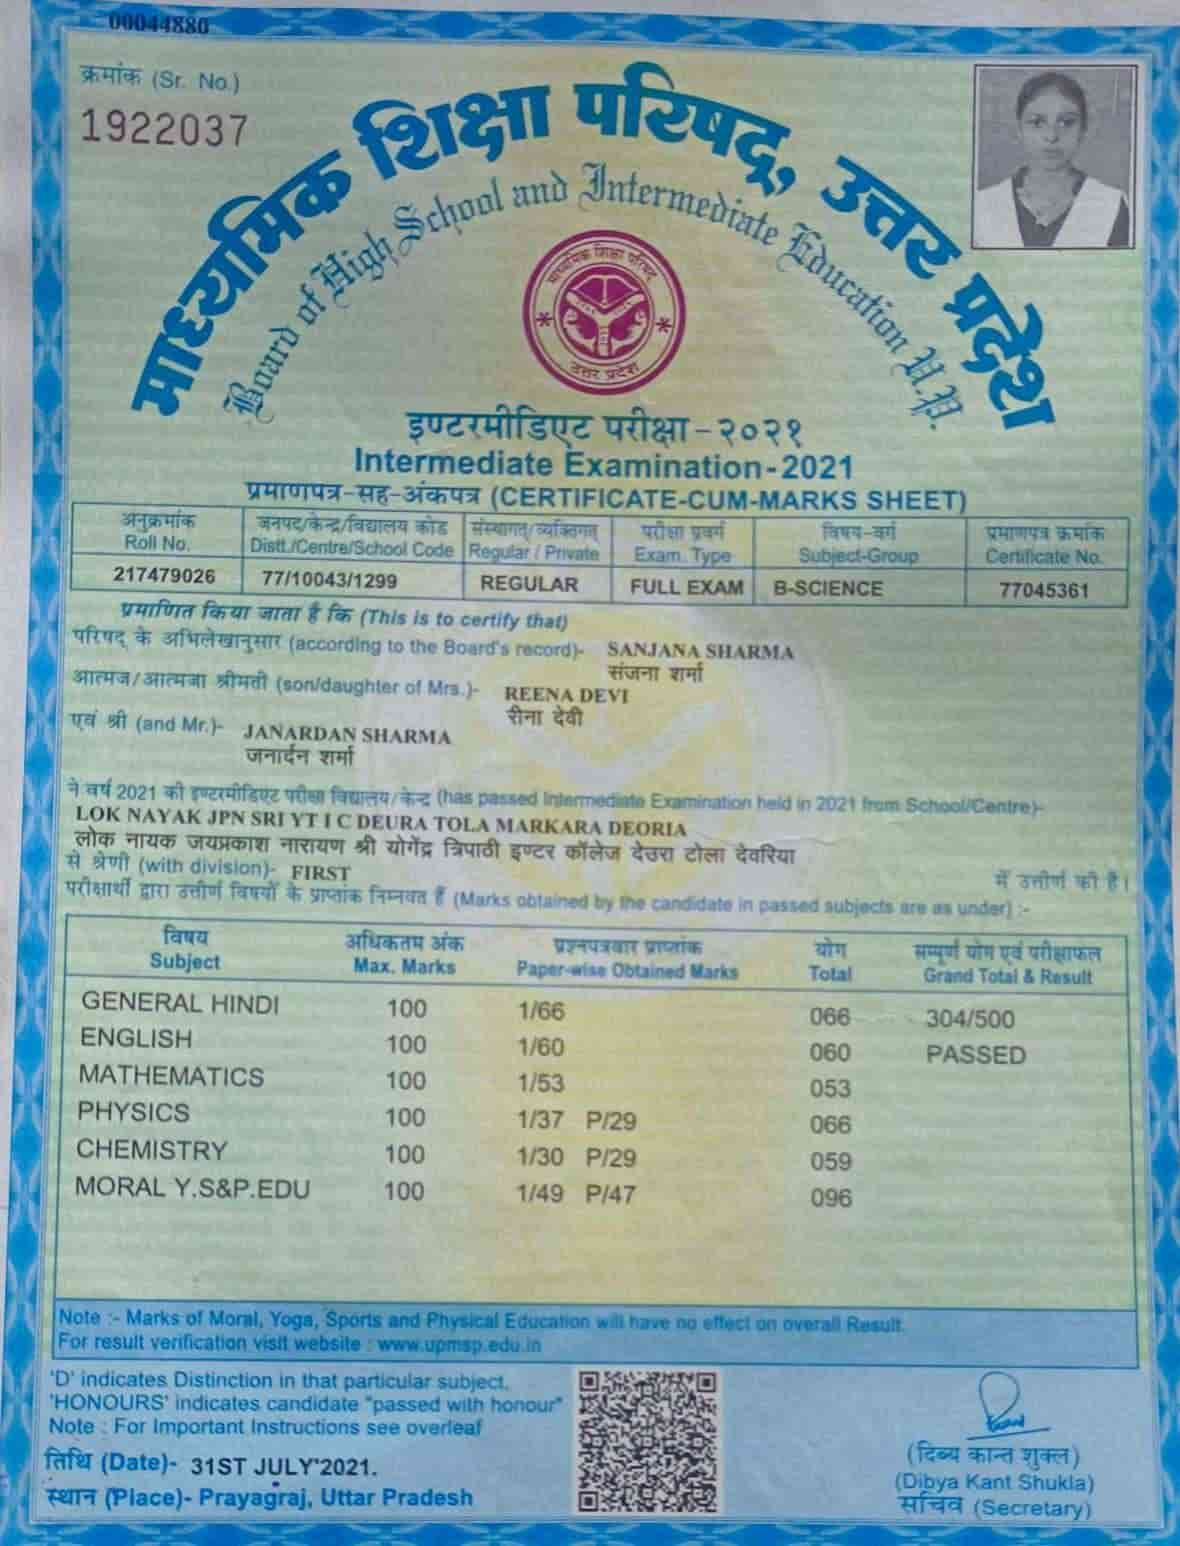 00044880
क्रमांक (Sr. No.)
1922037
माध्यमिक शिक्षा परिषद्, उत्तर प्रदेश
Board of High School and Intermediate Education U.P.
माध्यमिक शिक्षा परिषद्
उत्तर प्रदेश
इण्टरमीडिएट परीक्षा - २०२१
Intermediate Examination - 2021
प्रमाणपत्र-सह-अंकपत्र (CERTIFICATE-CUM-MARKS SHEET)
अनुक्रमांक जनपद/केन्द्र/विद्यालय कोड संस्थागत/व्यक्तिगत परीक्षा प्रवर्ग विषय-वर्ग प्रमाणपत्र क्रमांक
Roll No. Distt./Centre/School Code Regular / Private Exam. Type Subject-Group Certificate No.
217479026 77/10043/1299 REGULAR FULL EXAM B-SCIENCE 77045361
प्रमाणित किया जाता है कि (This is to certify that)
परिषद् के अभिलेखानुसार (according to the Board's record)- SANJANA SHARMA
संजना शर्मा
आत्मज/आत्मजा श्रीमती (son/daughter of Mrs.)- REENA DEVI
रीना देवी
एवं श्री (and Mr.)- JANARDAN SHARMA
जनार्दन शर्मा
ने वर्ष 2021 की इण्टरमीडिएट परीक्षा विद्यालय/केन्द्र (has passed Intermediate Examination held in 2021 from School/Centre)-
LOK NAYAK JPN SRI YT I C DEURA TOLA MARKARA DEORIA
लोक नायक जयप्रकाश नारायण श्री योगेंद्र त्रिपाठी इण्टर कॉलेज देउरा टोला देवरिया
से श्रेणी (with division)- FIRST में उत्तीर्ण की है।
परीक्षार्थी द्वारा उत्तीर्ण विषयों के प्राप्तांक निम्नवत हैं (Marks obtained by the candidate in passed subjects are as under) :-
विषय अधिकतम अंक प्रश्नपत्रवार प्राप्तांक योग सम्पूर्ण योग एवं परीक्षाफल
Subject Max. Marks Paper-wise Obtained Marks Total Grand Total & Result
GENERAL HINDI 100 1/66 066 304/500
ENGLISH 100 1/60 060 PASSED
MATHEMATICS 100 1/53 053
PHYSICS 100 1/37 P/29 066
CHEMISTRY 100 1/30 P/29 059
MORAL Y.S&P.EDU 100 1/49 P/47 096
Note :- Marks of Moral, Yoga, Sports and Physical Education will have no effect on overall Result.
For result verification visit website : www.upmsp.edu.in
'D' indicates Distinction in that particular subject.
'HONOURS' indicates candidate "passed with honour"
Note : For Important Instructions see overleaf
तिथि (Date)- 31ST JULY'2021.
स्थान (Place)- Prayagraj, Uttar Pradesh
(दिब्य कान्त शुक्ल)
(Dibya Kant Shukla)
सचिव (Secretary)